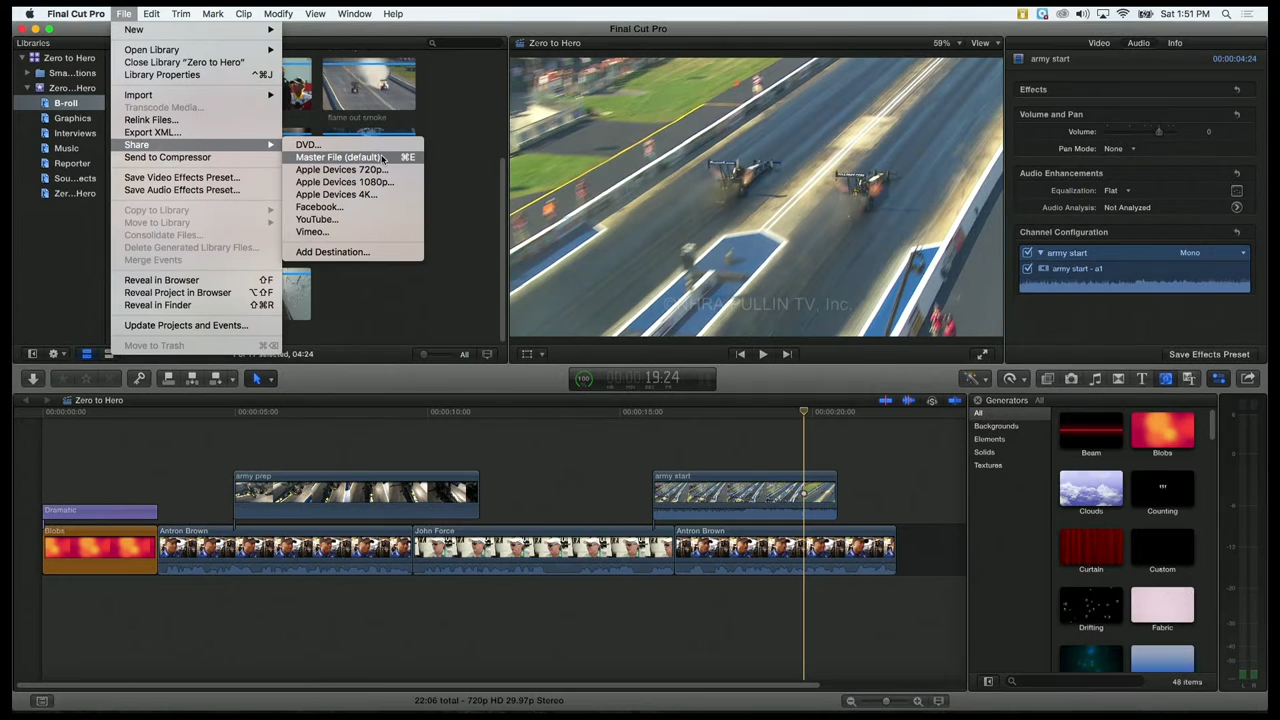 Final Cut Pro File Edit Trim Mark Clip Modify View Window Help
Sat 1:51 PM
Final Cut Pro
Libraries
Zero to Hero
Sma...tions
Zero...Hero
B-roll
Graphics
Interviews
Music
Reporter
Sou...ects
Zer...Hero
New
Open Library
Close Library "Zero to Hero"
Library Properties ^⌘J
Import
Transcode Media...
Relink Files...
Export XML...
Share
Send to Compressor
Save Video Effects Preset...
Save Audio Effects Preset...
Copy to Library
Move to Library
Consolidate Files...
Delete Generated Library Files...
Merge Events
Reveal in Browser ⇧F
Reveal Project in Browser ⌥⇧F
Reveal in Finder ⇧⌘R
Update Projects and Events...
Move to Trash ⌘⌫
DVD...
Master File (default)... ⌘E
Apple Devices 720p...
Apple Devices 1080p...
Apple Devices 4K...
Facebook...
YouTube...
Vimeo...
Add Destination...
flame out smoke
selected, 04:24
All
Zero to Hero
59%
View
PULLIN TV, Inc.
Video Audio Info
army start 00:00:04:24
Effects
Volume and Pan
Volume: 0
Pan Mode: None
Audio Enhancements
Equalization: Flat
Audio Analysis: Not Analyzed
Channel Configuration
army start Mono
army start - a1
Save Effects Preset
100
00:00:19:24
Zero to Hero
00:00:00:00
00:00:05:00
00:00:10:00
00:00:15:00
00:00:20:00
army prep
army start
Dramatic
Blobs
Antron Brown
John Force
Antron Brown
Generators All
All
Backgrounds
Elements
Solids
Textures
Beam
Blobs
Clouds
Counting
Curtain
Custom
Drifting
Fabric
48 items
22:06 total - 720p HD 29.97p Stereo